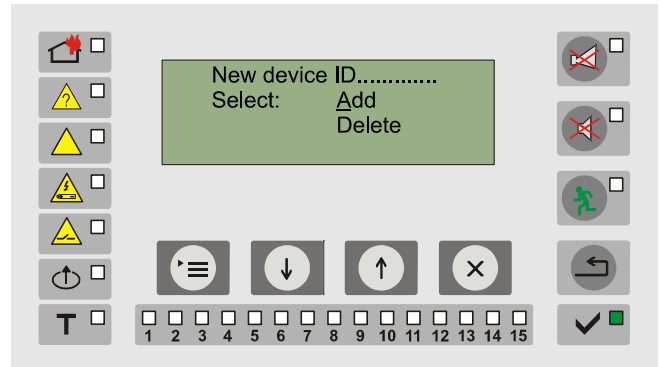 New device ID.............
Select: Add
Delete
?
T
1 2 3 4 5 6 7 8 9 10 11 12 13 14 15